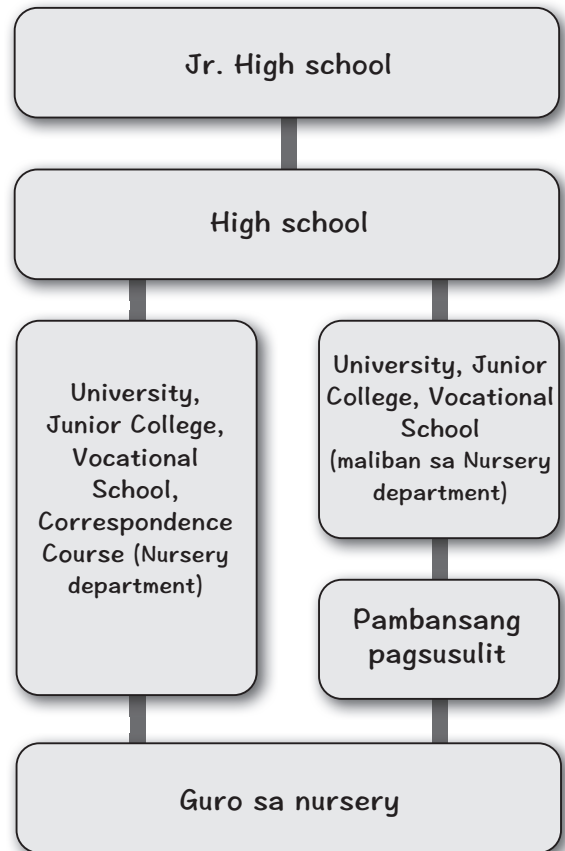 Jr. High school
High school
University,
Junior College,
Vocational
School,
Correspondence
Course (Nursery
department)
University, Junior
College, Vocational
School
(maliban sa Nursery
department)
Pambansang
pagsusulit
Guro sa nursery